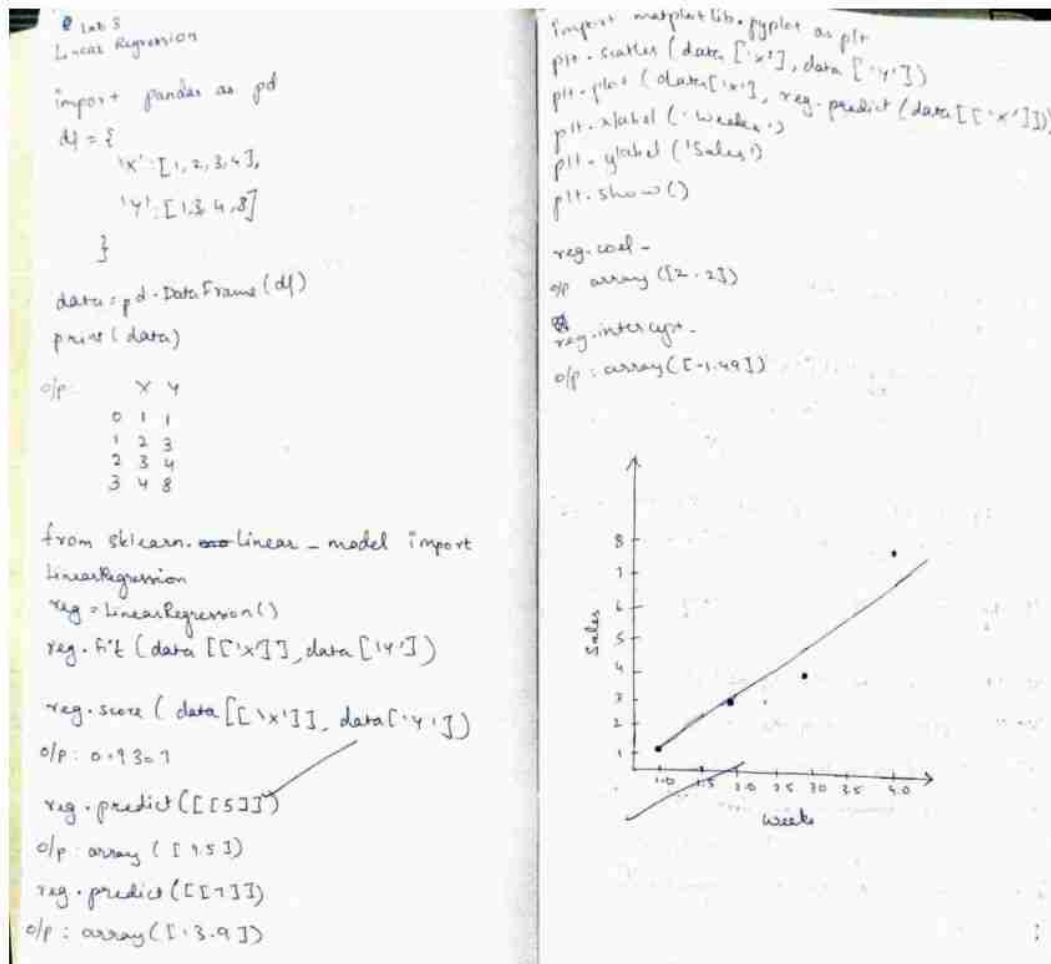 Lab 3
Linear Regression
import pandas as pd
df = {
'X': [1, 2, 3, 4],
'Y': [1,3,4,8]
}
data = pd.DataFrame(df)
print(data)
o/p:
X Y
0 1 1
1 2 3
2 3 4
3 4 8
from sklearn.linear_model import
LinearRegression
reg = LinearRegression()
reg.fit(data[['X']], data['Y'])
reg.score(data[['X']], data['Y'])
o/p: 0.9307
reg.predict([[5]])
o/p: array([9.5])
reg.predict([[7]])
o/p: array([13.9])
import matplotlib.pyplot as plt
plt.scatter(data['X'], data['Y'])
plt.plot(data['X'], reg.predict(data[['X']]))
plt.xlabel('Weeks')
plt.ylabel('Sales')
plt.show()
reg.coef_
o/p array([2.2])
reg.intercept_
o/p: array([-1.49])
8
7
6
5
4
3
2
1
Sales
1.0 1.5 2.0 2.5 3.0 3.5 4.0
Weeks